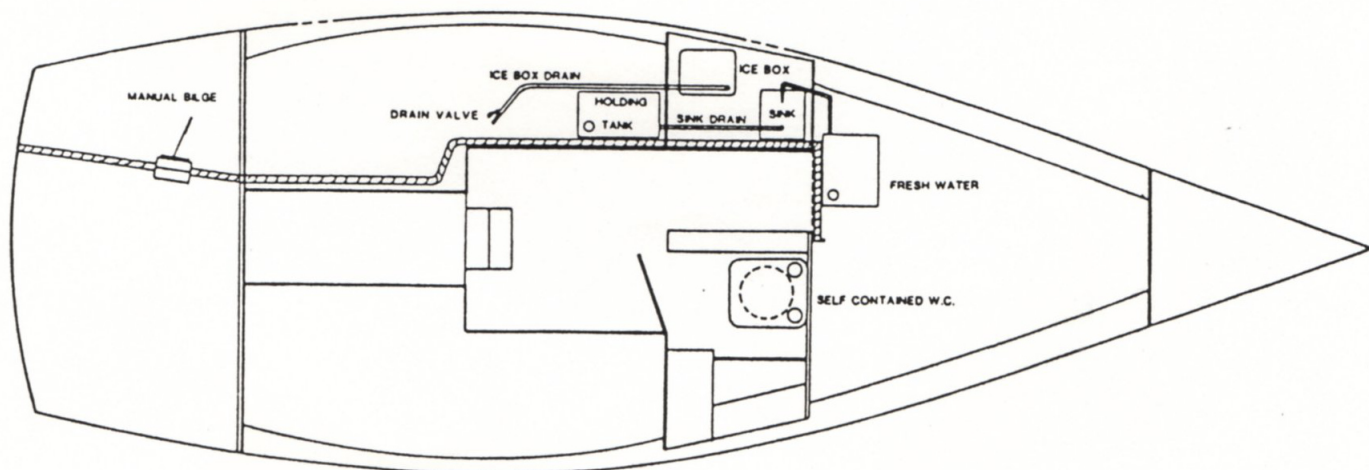 ICE BOX DRAIN
ICE BOX
MANUAL BILGE
HOLDING
TANK
DRAIN VALVE
SINK DRAIN
SINK
FRESH WATER
SELF CONTAINED W.C.